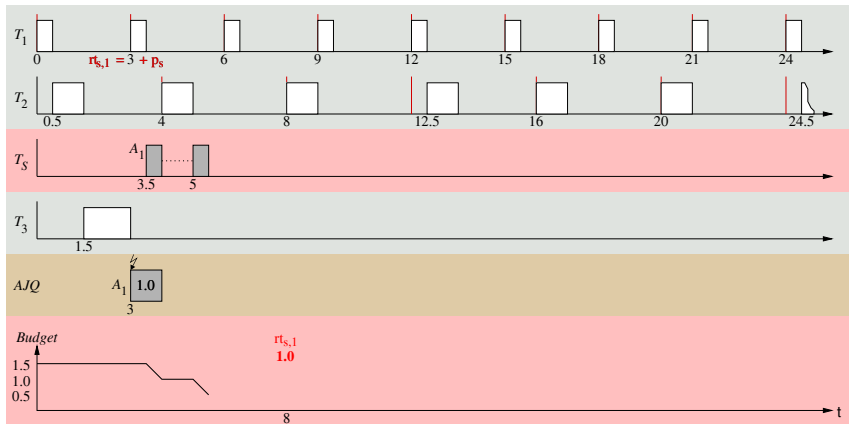 T1
0 3 6 9 12 15 18 21 24
rts,1 = 3 + ps
T2
0.5 4 8 12.5 16 20 24.5
TS
A1
3.5 5
T3
1.5
AJQ
A1 1.0
3
Budget
rts,1
1.0
1.5
1.0
0.5
8
t